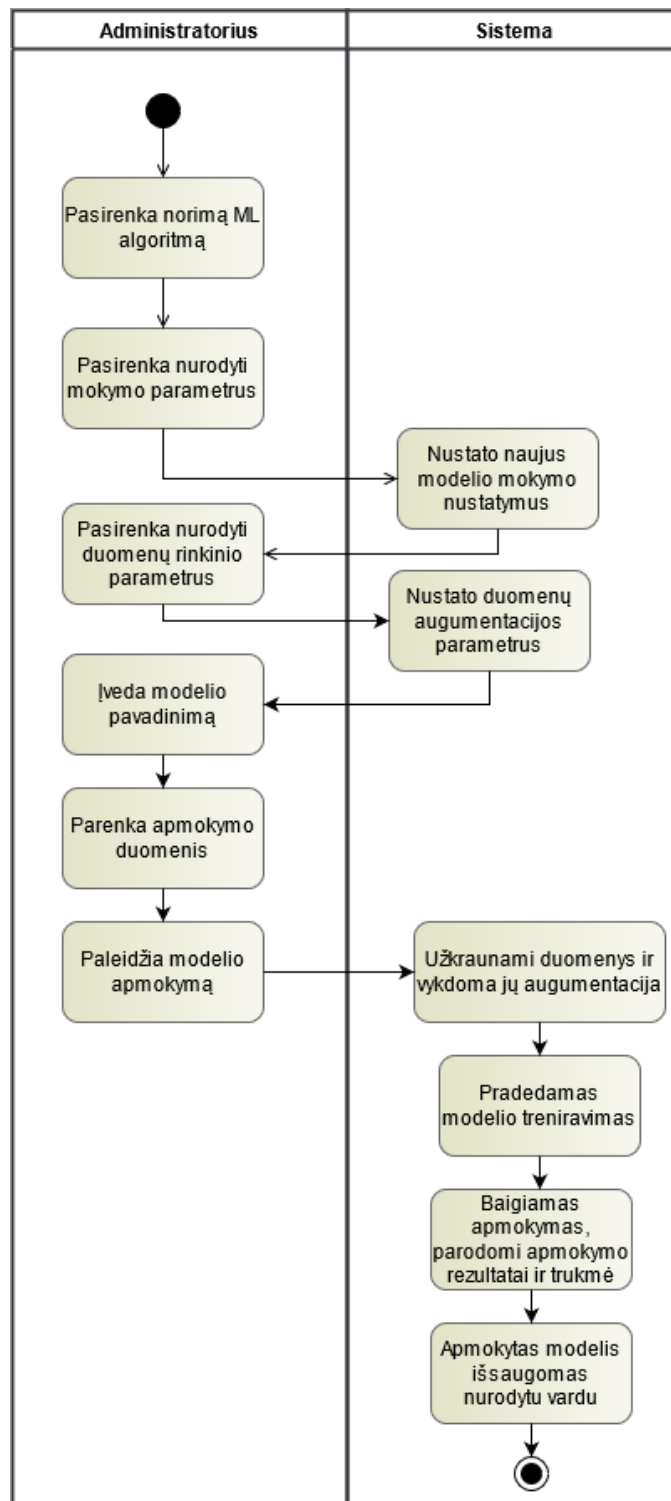 Administratorius
Sistema
Pasirenka norimą ML
algoritmą
Pasirenka nurodyti
mokymo parametrus
Nustato naujus
modelio mokymo
nustatymus
Pasirenka nurodyti
duomenų rinkinio
parametrus
Nustato duomenų
augumentacijos
parametrus
Įveda modelio
pavadinimą
Parenka apmokymo
duomenis
Paleidžia modelio
apmokymą
Užkraunami duomenys ir
vykdoma jų augumentacija
Pradedamas
modelio treniravimas
Baigiamas
apmokymas,
parodomi apmokymo
rezultatai ir trukmė
Apmokytas modelis
išsaugomas
nurodytu vardu